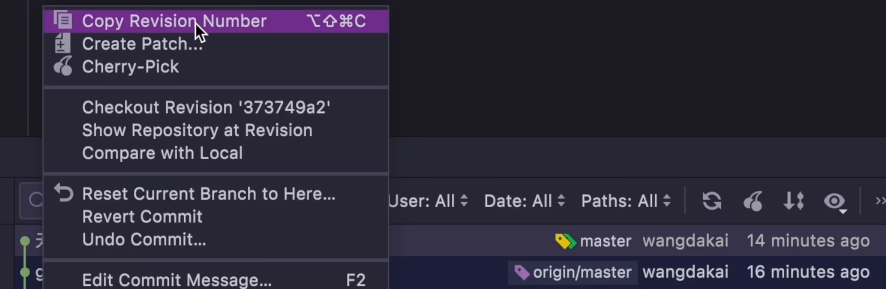 Copy Revision Number ⌥⇧⌘C
Create Patch...
Cherry-Pick
Checkout Revision '373749a2'
Show Repository at Revision
Compare with Local
Reset Current Branch to Here...
Revert Commit
Undo Commit...
Edit Commit Message... F2
User: All Date: All Paths: All
master wangdakai 14 minutes ago
g origin/master wangdakai 16 minutes ago